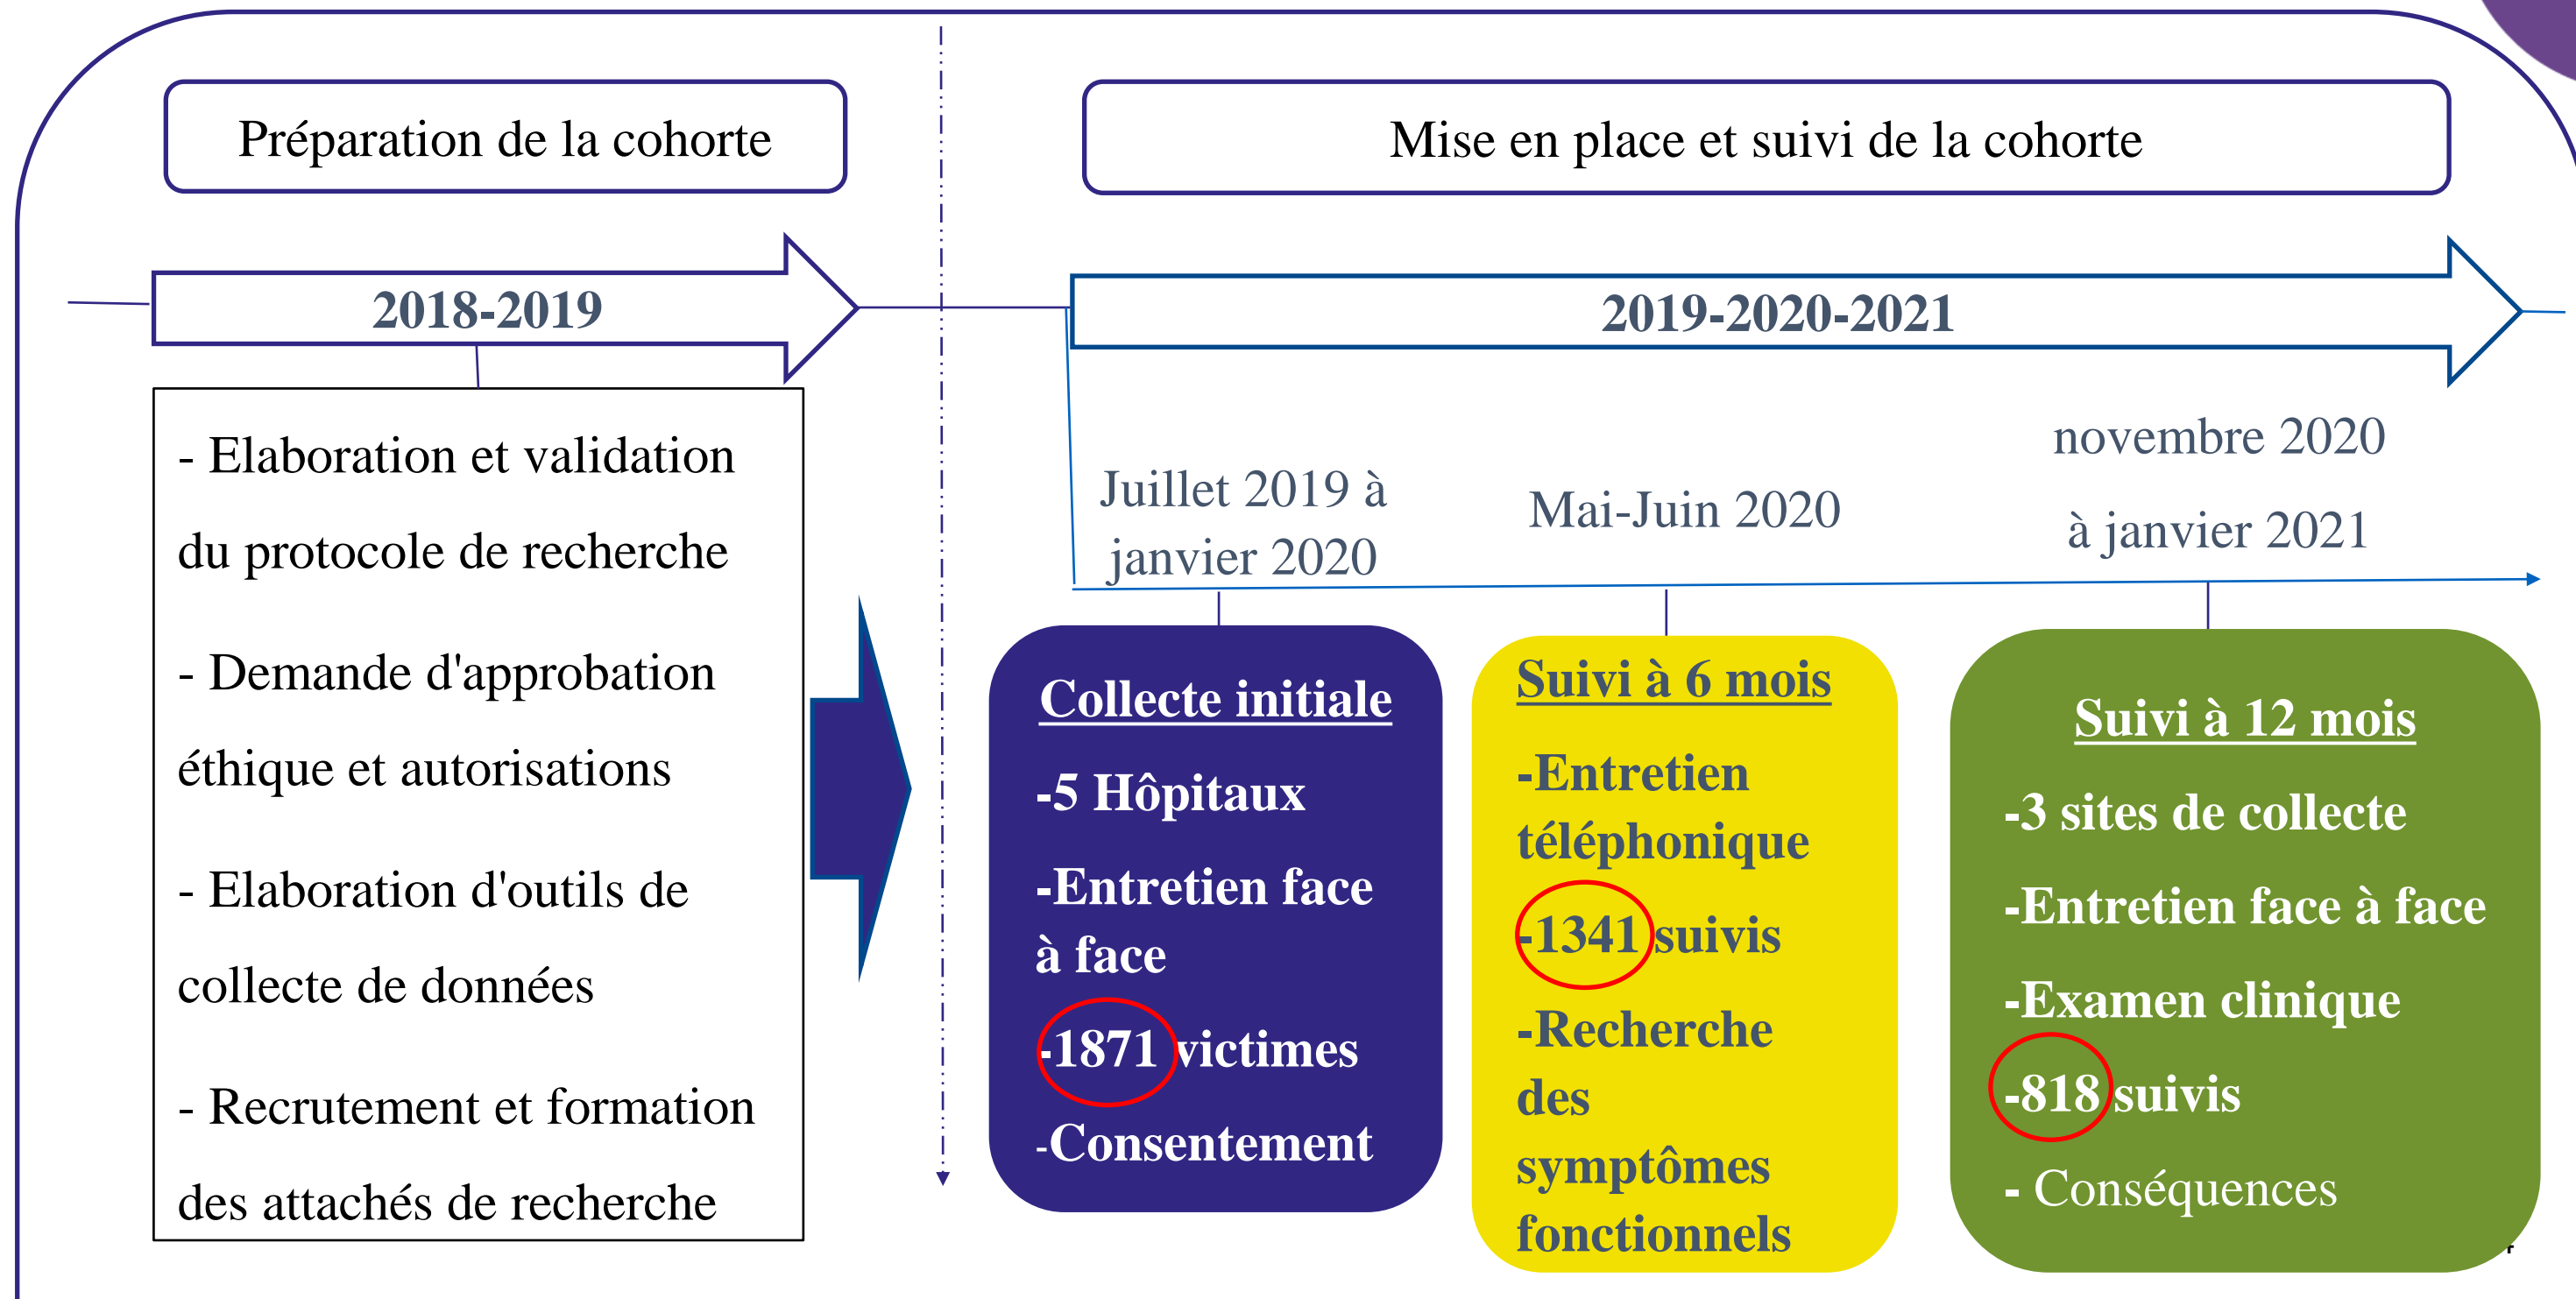 Préparation de la cohorte
Mise en place et suivi de la cohorte
2018-2019
2019-2020-2021
- Elaboration et validation
du protocole de recherche
- Demande d'approbation
éthique et autorisations
- Elaboration d'outils de
collecte de données
- Recrutement et formation
des attachés de recherche
Juillet 2019 à
janvier 2020
Mai-Juin 2020
novembre 2020
à janvier 2021
Collecte initiale
-5 Hôpitaux
-Entretien face
à face
-1871 victimes
-Consentement
Suivi à 6 mois
-Entretien
téléphonique
-1341 suivis
-Recherche
des
symptômes
fonctionnels
Suivi à 12 mois
-3 sites de collecte
-Entretien face à face
-Examen clinique
-818 suivis
- Conséquences